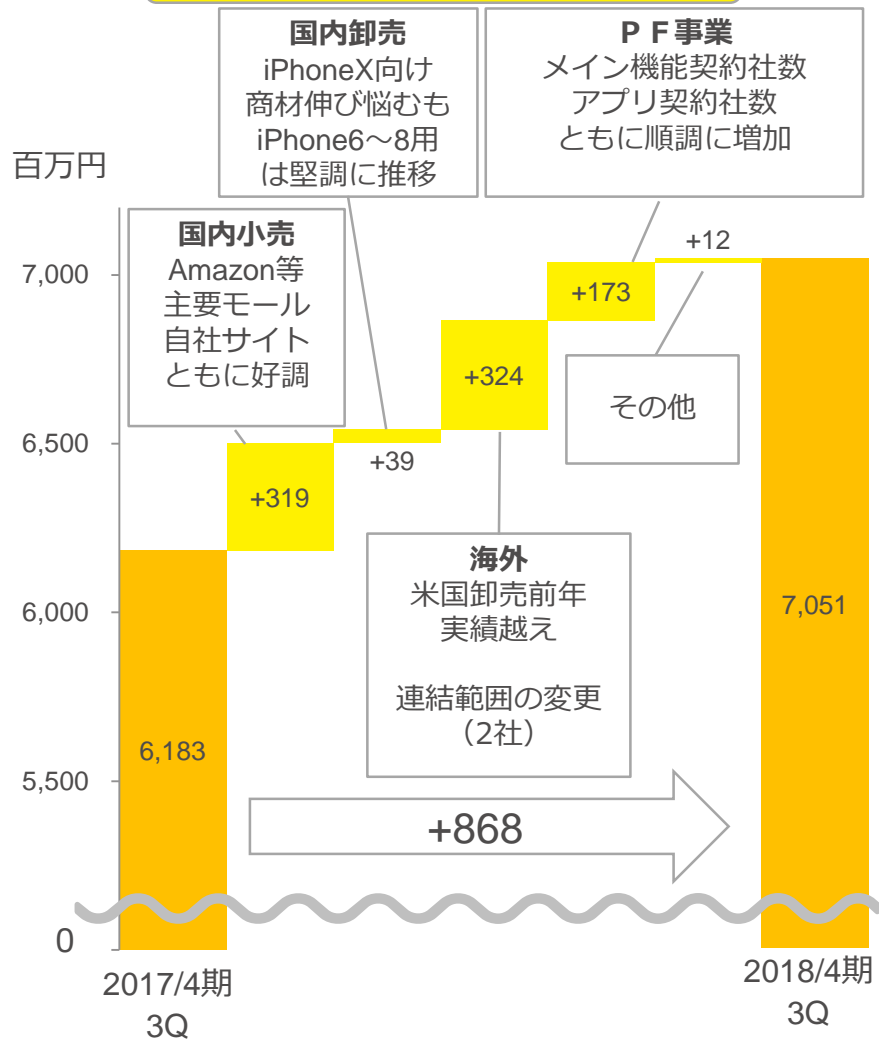 国内卸売
iPhoneX向け
商材伸び悩むも
iPhone6～8用
は堅調に推移
ＰＦ事業
メイン機能契約社数
アプリ契約社数
ともに順調に増加
百万円
国内小売
Amazon等
主要モール
自社サイト
ともに好調
+12
7,000
+173
+324
その他
6,500
+39
+319
海外
米国卸売前年
実績越え
連結範囲の変更
（2社）
6,000
7,051
6,183
5,500
+868
0
2017/4期
3Q
2018/4期
3Q